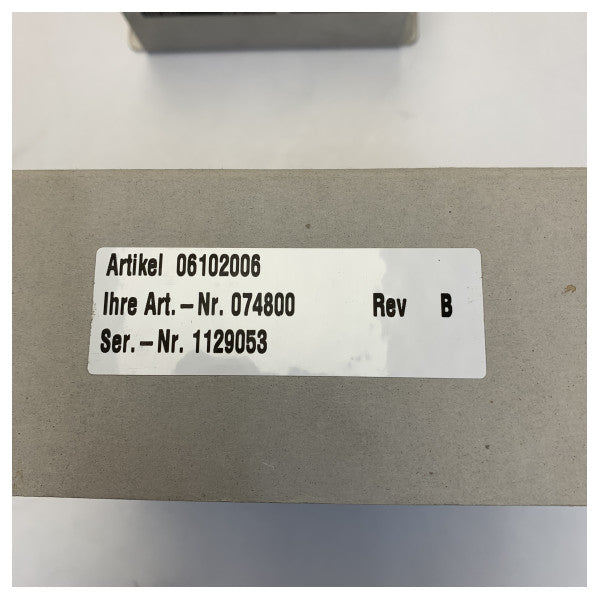 Artikel 06102006
Ihre Art.-Nr. 074800 Rev B
Ser.-Nr. 1129053